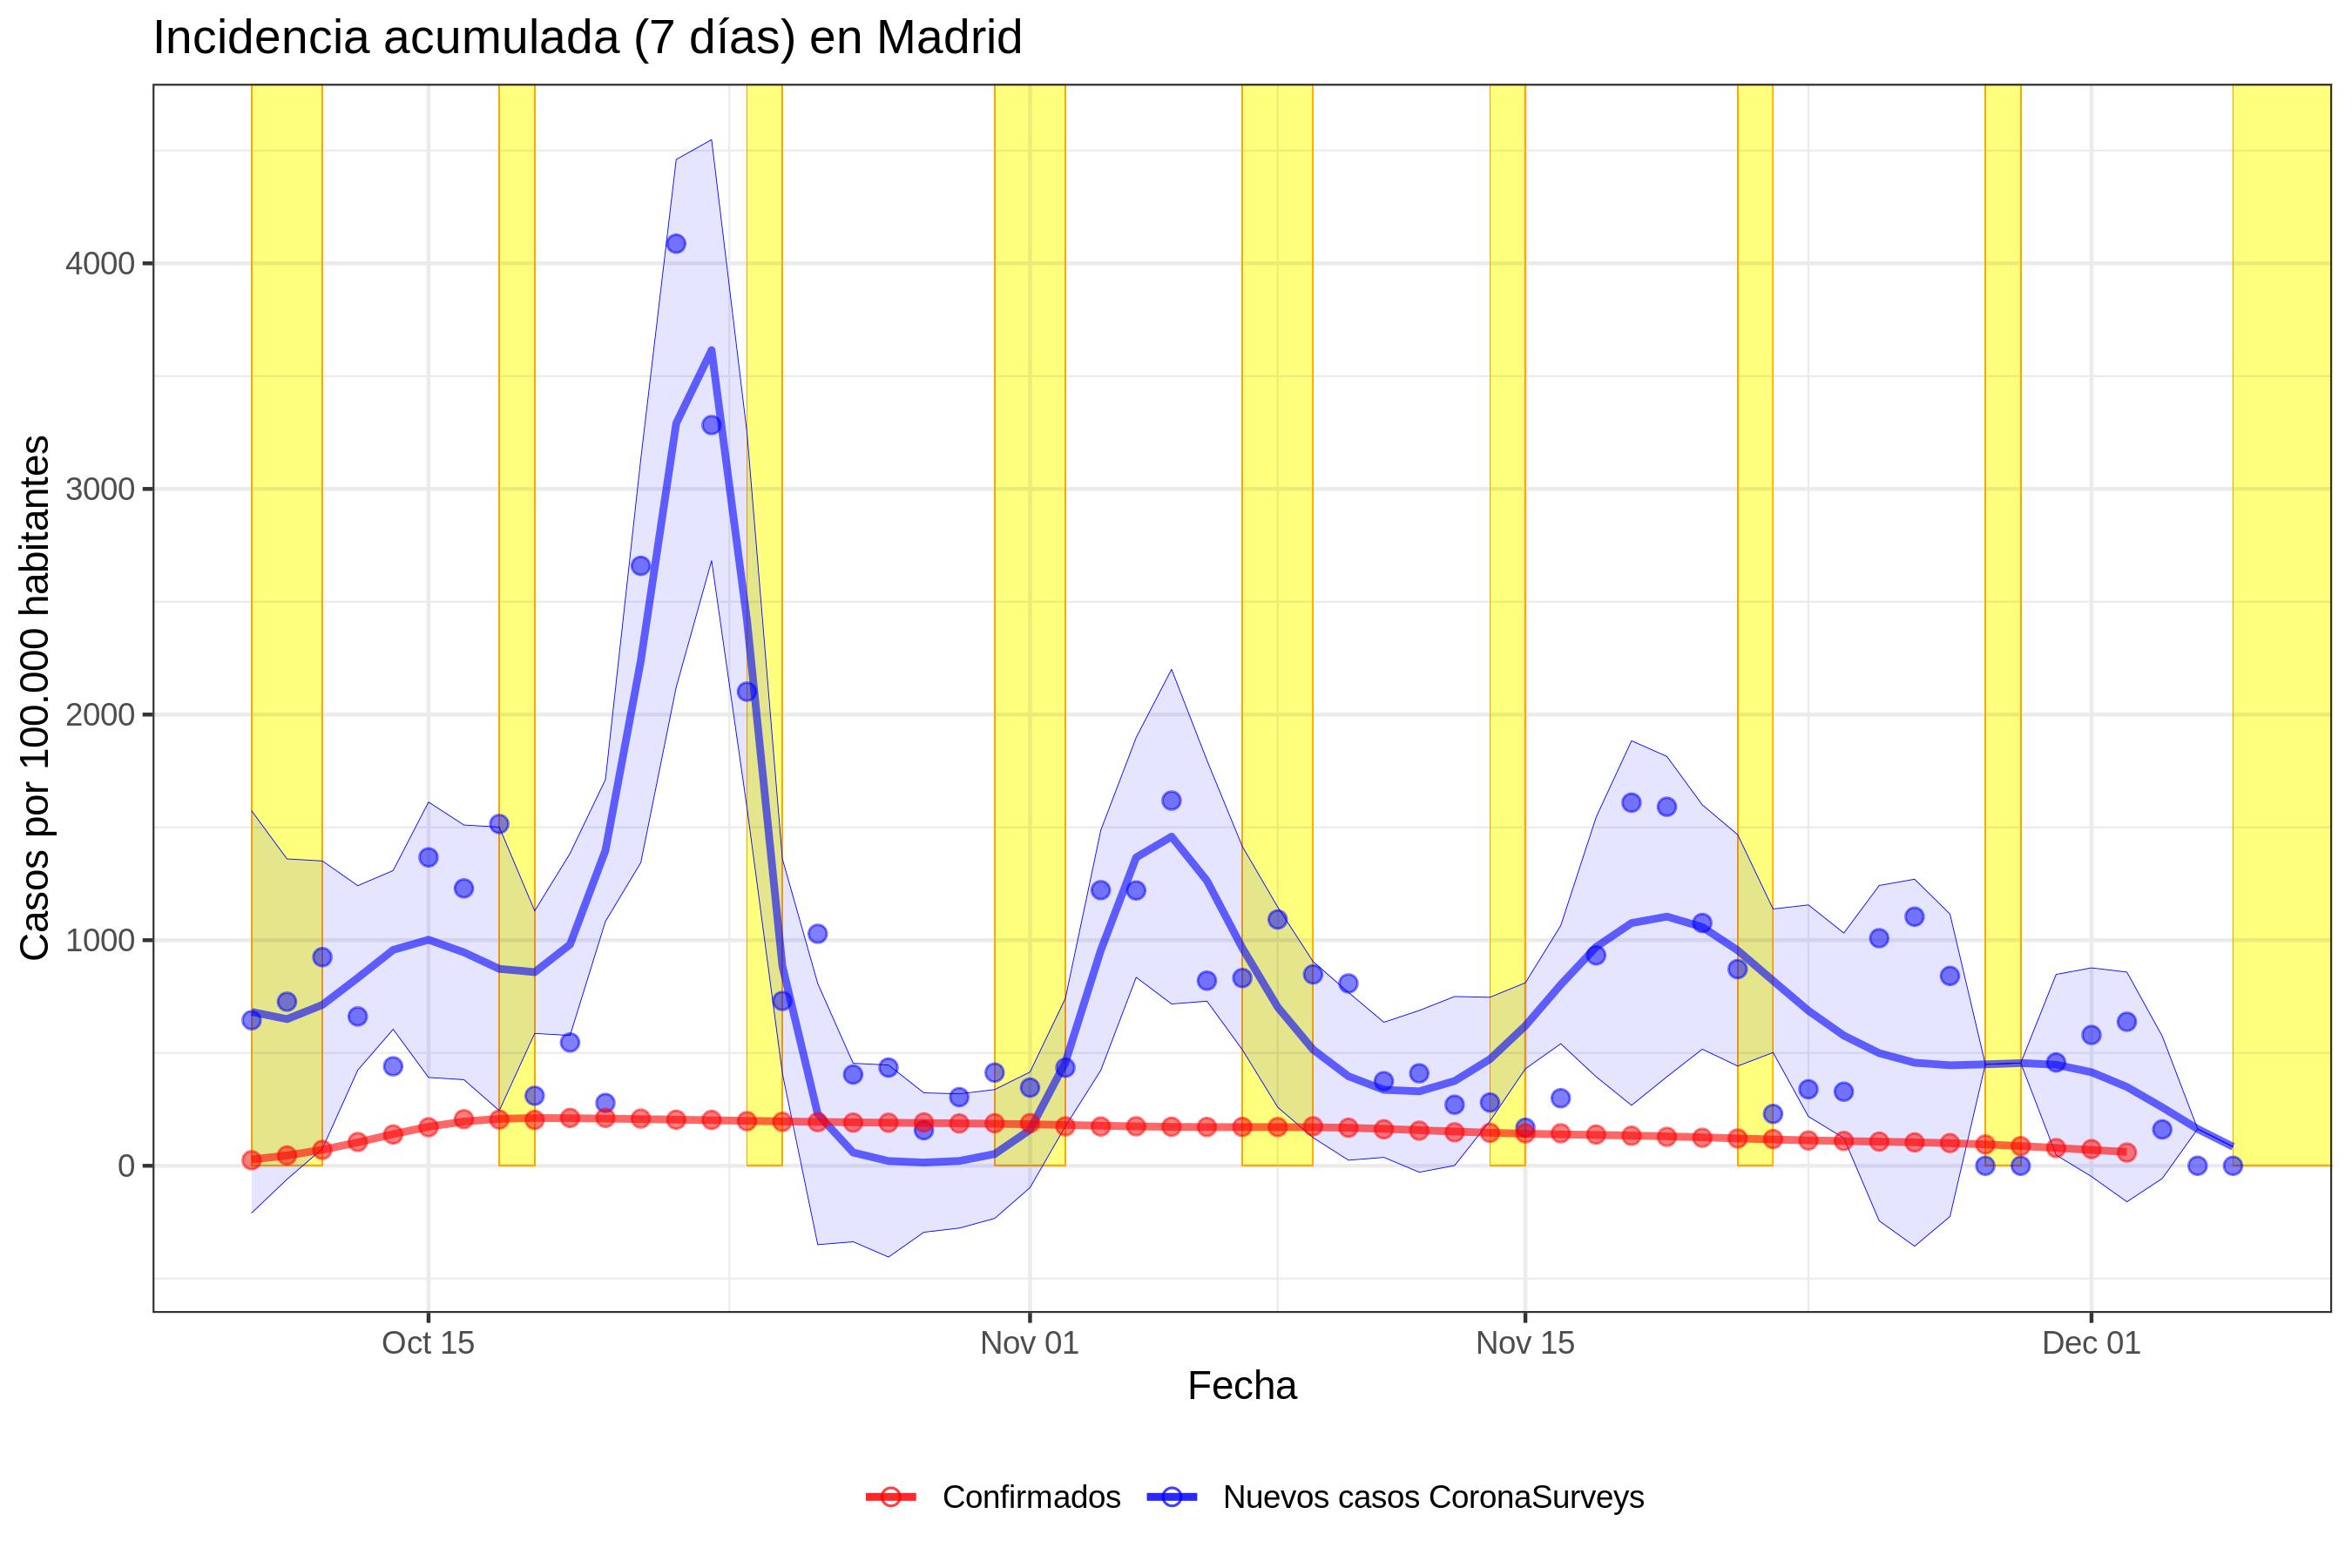 Incidencia acumulada (7 días) en Madrid
Casos por 100.000 habitantes
4000
3000
2000
1000
0
Oct 15
Nov 01
Nov 15
Dec 01
Fecha
Confirmados
Nuevos casos CoronaSurveys